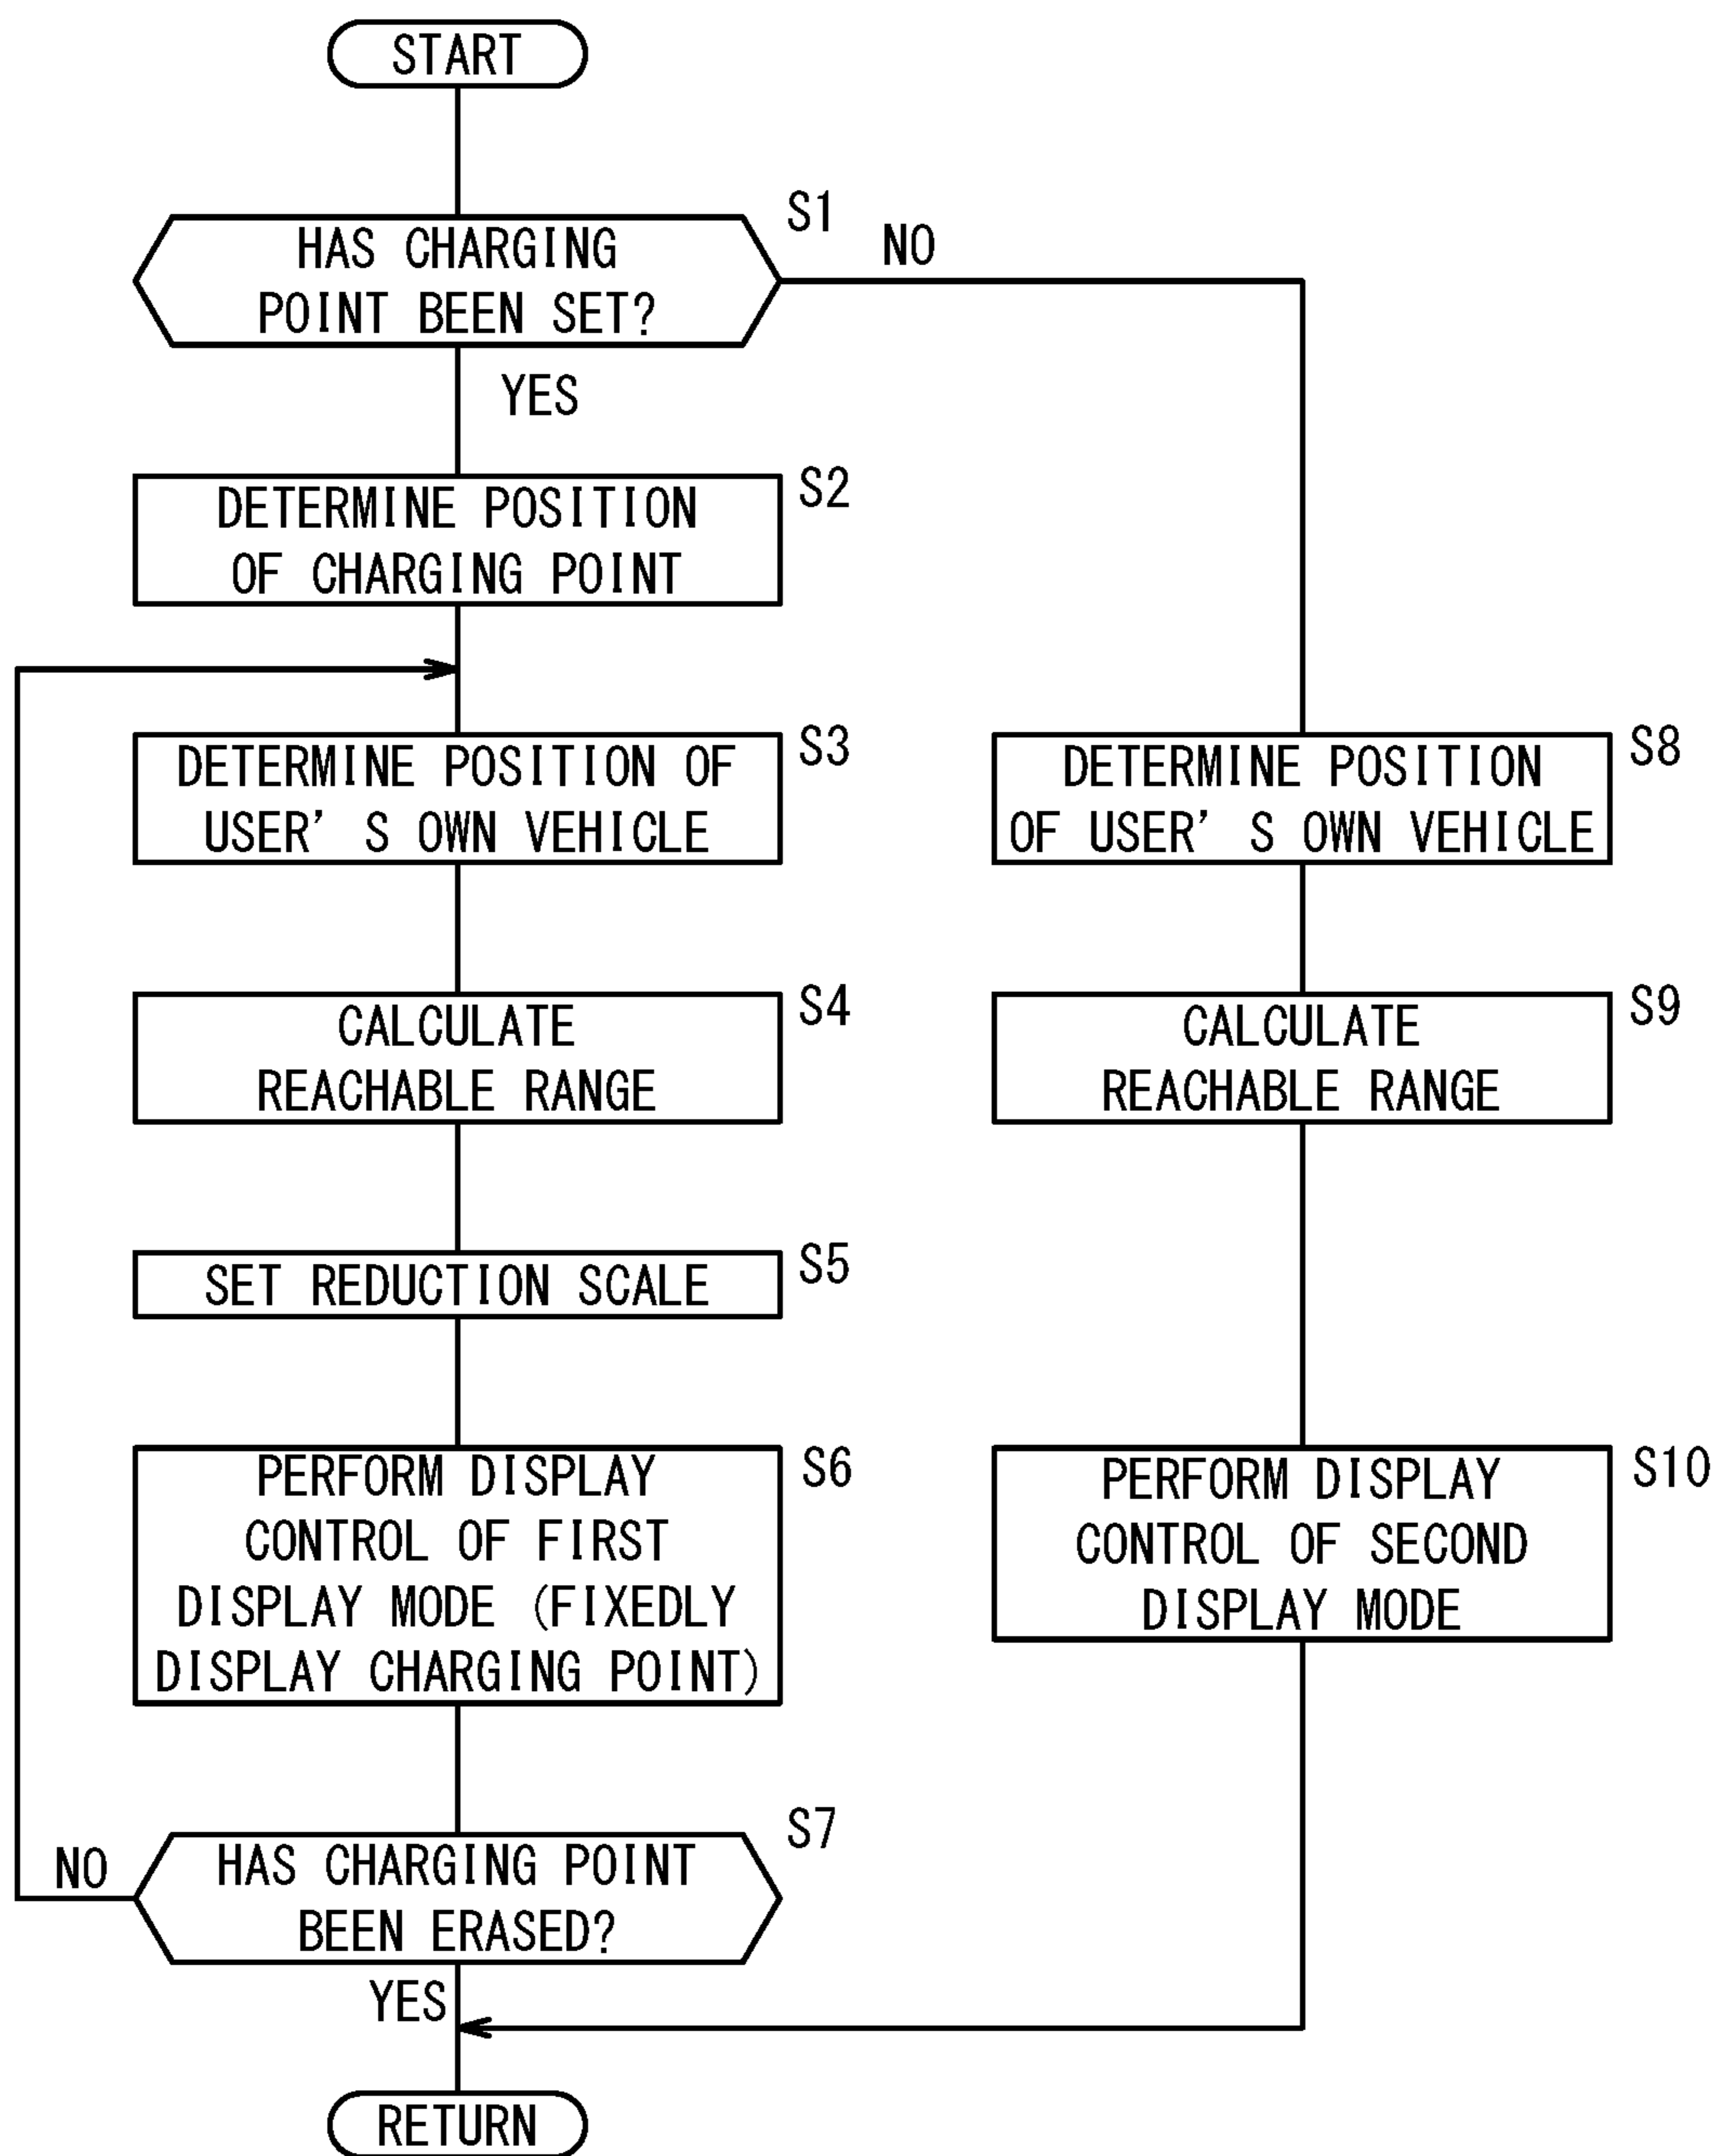 START
S1
HAS CHARGING
POINT BEEN SET?
NO
YES
S2
DETERMINE POSITION
OF CHARGING POINT
S3
DETERMINE POSITION OF
USER'S OWN VEHICLE
S4
CALCULATE
REACHABLE RANGE
S5
SET REDUCTION SCALE
S6
PERFORM DISPLAY
CONTROL OF FIRST
DISPLAY MODE (FIXEDLY
DISPLAY CHARGING POINT)
S7
HAS CHARGING POINT
BEEN ERASED?
NO
YES
S8
DETERMINE POSITION
OF USER'S OWN VEHICLE
S9
CALCULATE
REACHABLE RANGE
S10
PERFORM DISPLAY
CONTROL OF SECOND
DISPLAY MODE
RETURN